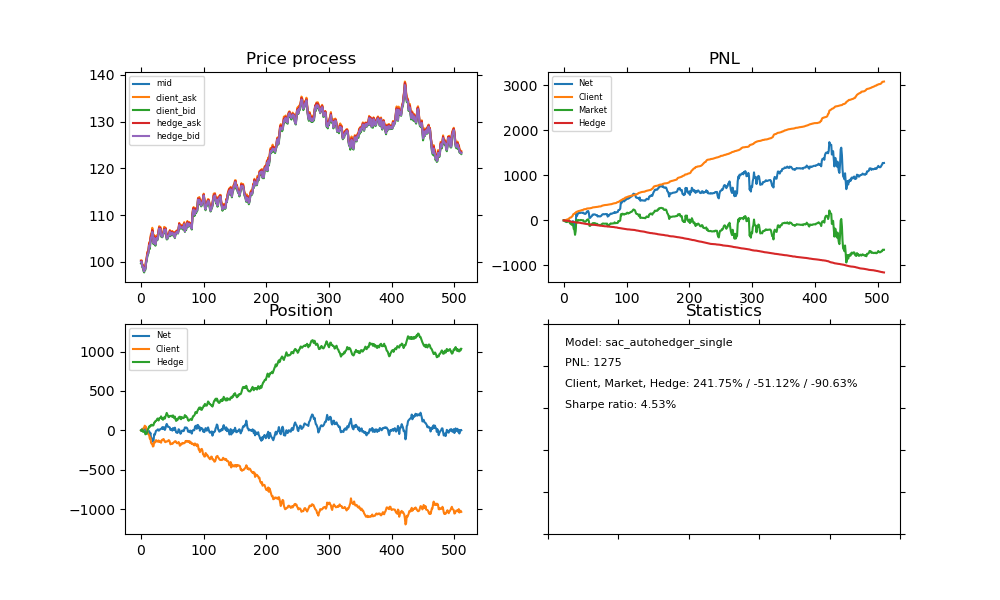 Price process
140
130
120
110
100
mid
client_ask
client_bid
hedge_ask
hedge_bid
0 100 200 300 400 500
PNL
3000
2000
1000
0
−1000
Net
Client
Market
Hedge
0 100 200 300 400 500
Position
1000
500
0
−500
−1000
Net
Client
Hedge
0 100 200 300 400 500
Statistics
Model: sac_autohedger_single
PNL: 1275
Client, Market, Hedge: 241.75% / -51.12% / -90.63%
Sharpe ratio: 4.53%